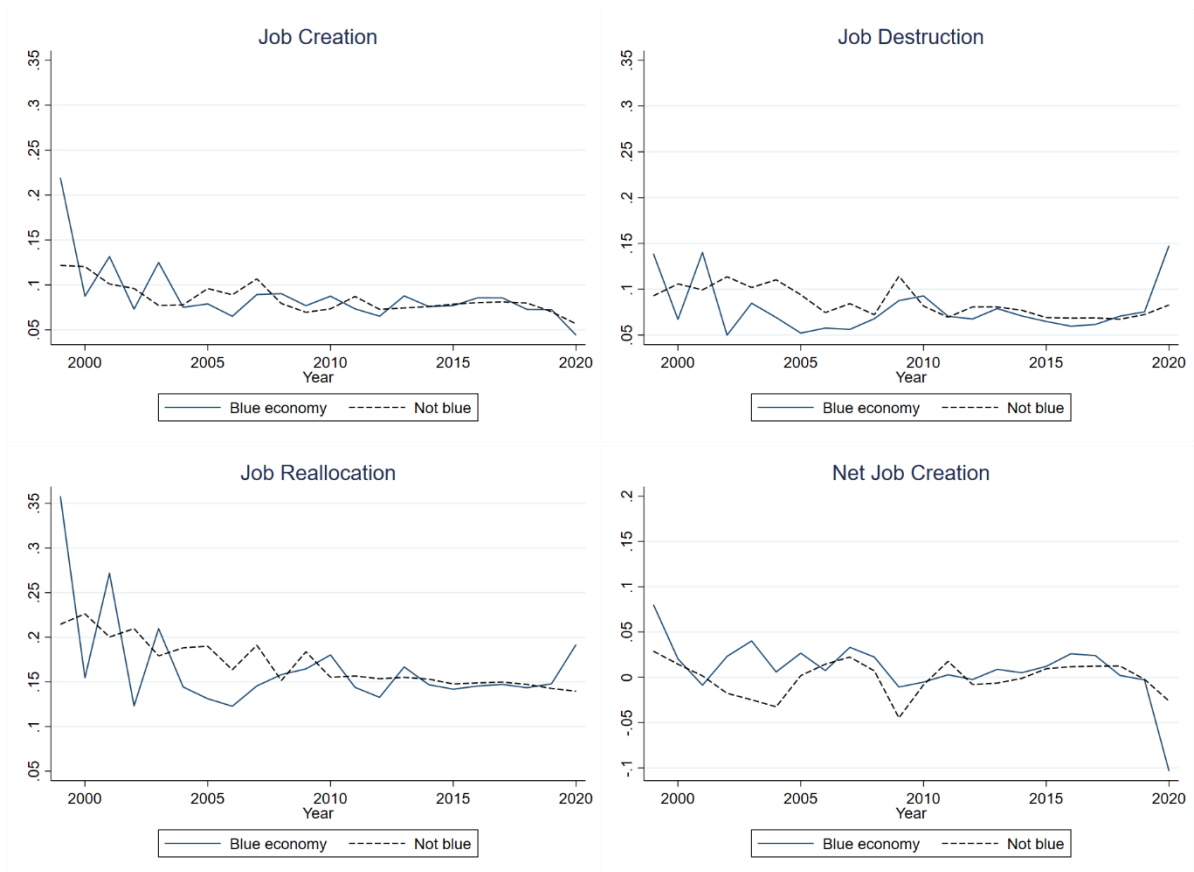 Job Creation
.35
.3
.25
.2
.15
.1
.05
2000 2005 2010 2015 2020
Year
Blue economy Not blue
Job Destruction
.35
.3
.25
.2
.15
.1
.05
2000 2005 2010 2015 2020
Year
Blue economy Not blue
Job Reallocation
.35
.3
.25
.2
.15
.1
.05
2000 2005 2010 2015 2020
Year
Blue economy Not blue
Net Job Creation
.2
.15
.1
.05
0
-.05
-.1
2000 2005 2010 2015 2020
Year
Blue economy Not blue